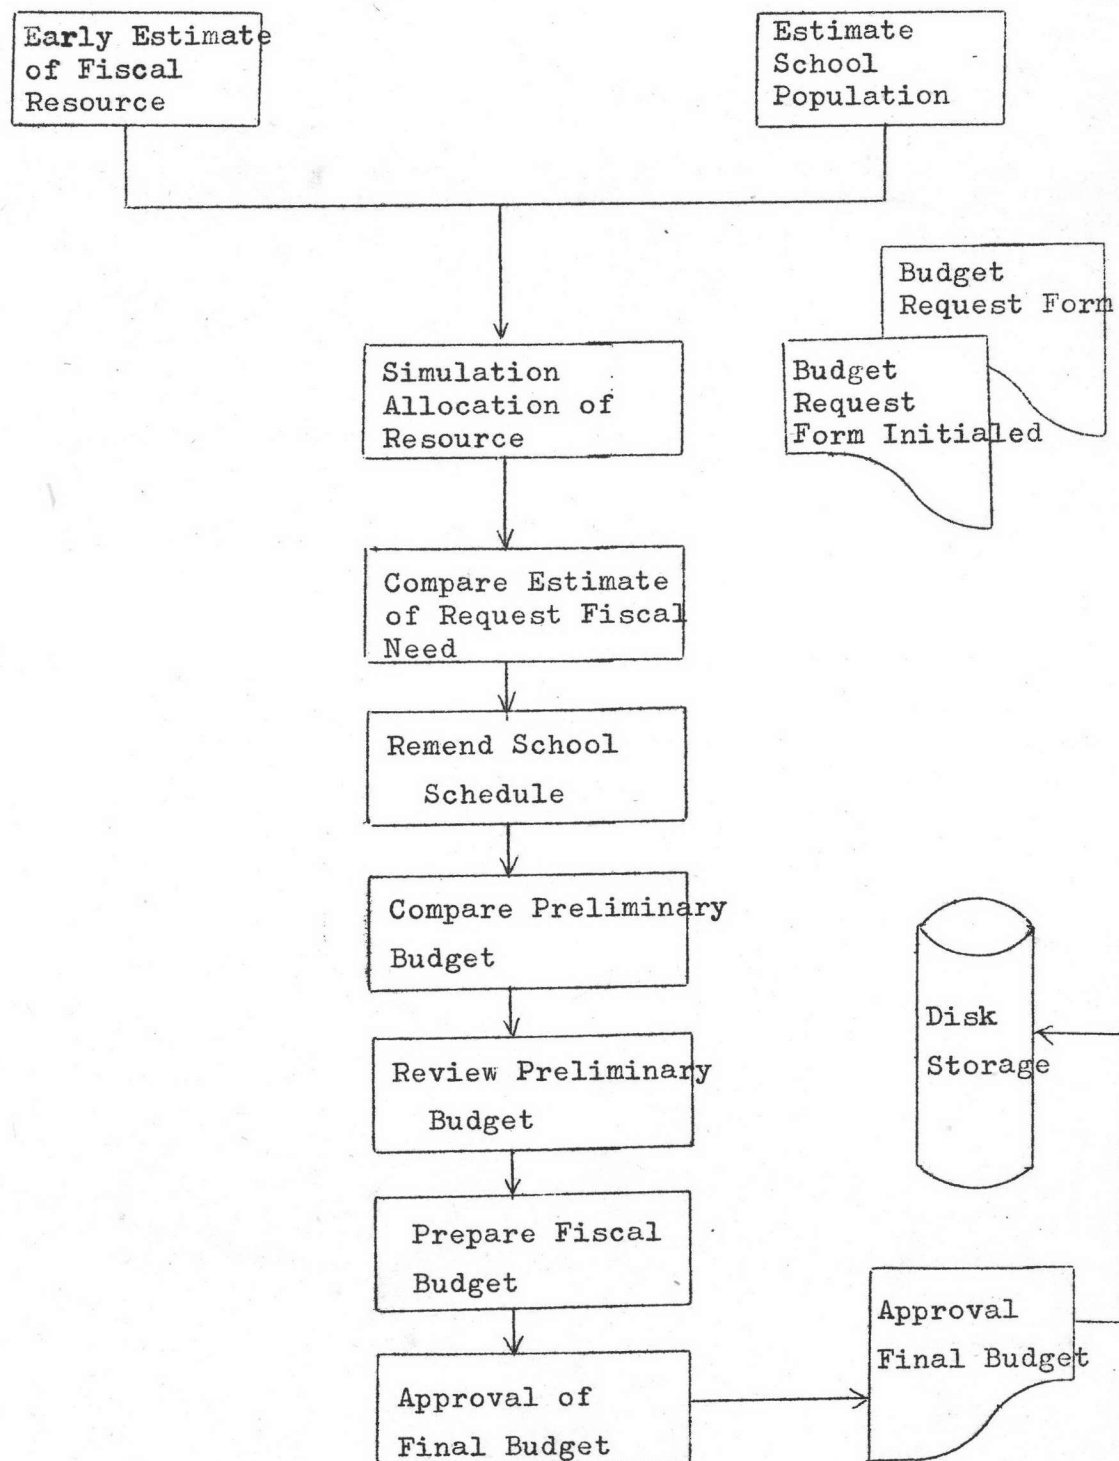 Early Estimate
of Fiscal
Resource
Estimate
School
Population
Budget
Request Form
Simulation
Allocation of
Resource
Budget
Request
Form Initialed
Compare Estimate
of Request Fiscal
Need
Remend School
Schedule
Compare Preliminary
Budget
Disk
Storage
Review Preliminary
Budget
Prepare Fiscal
Budget
Approval
Final Budget
Approval of
Final Budget